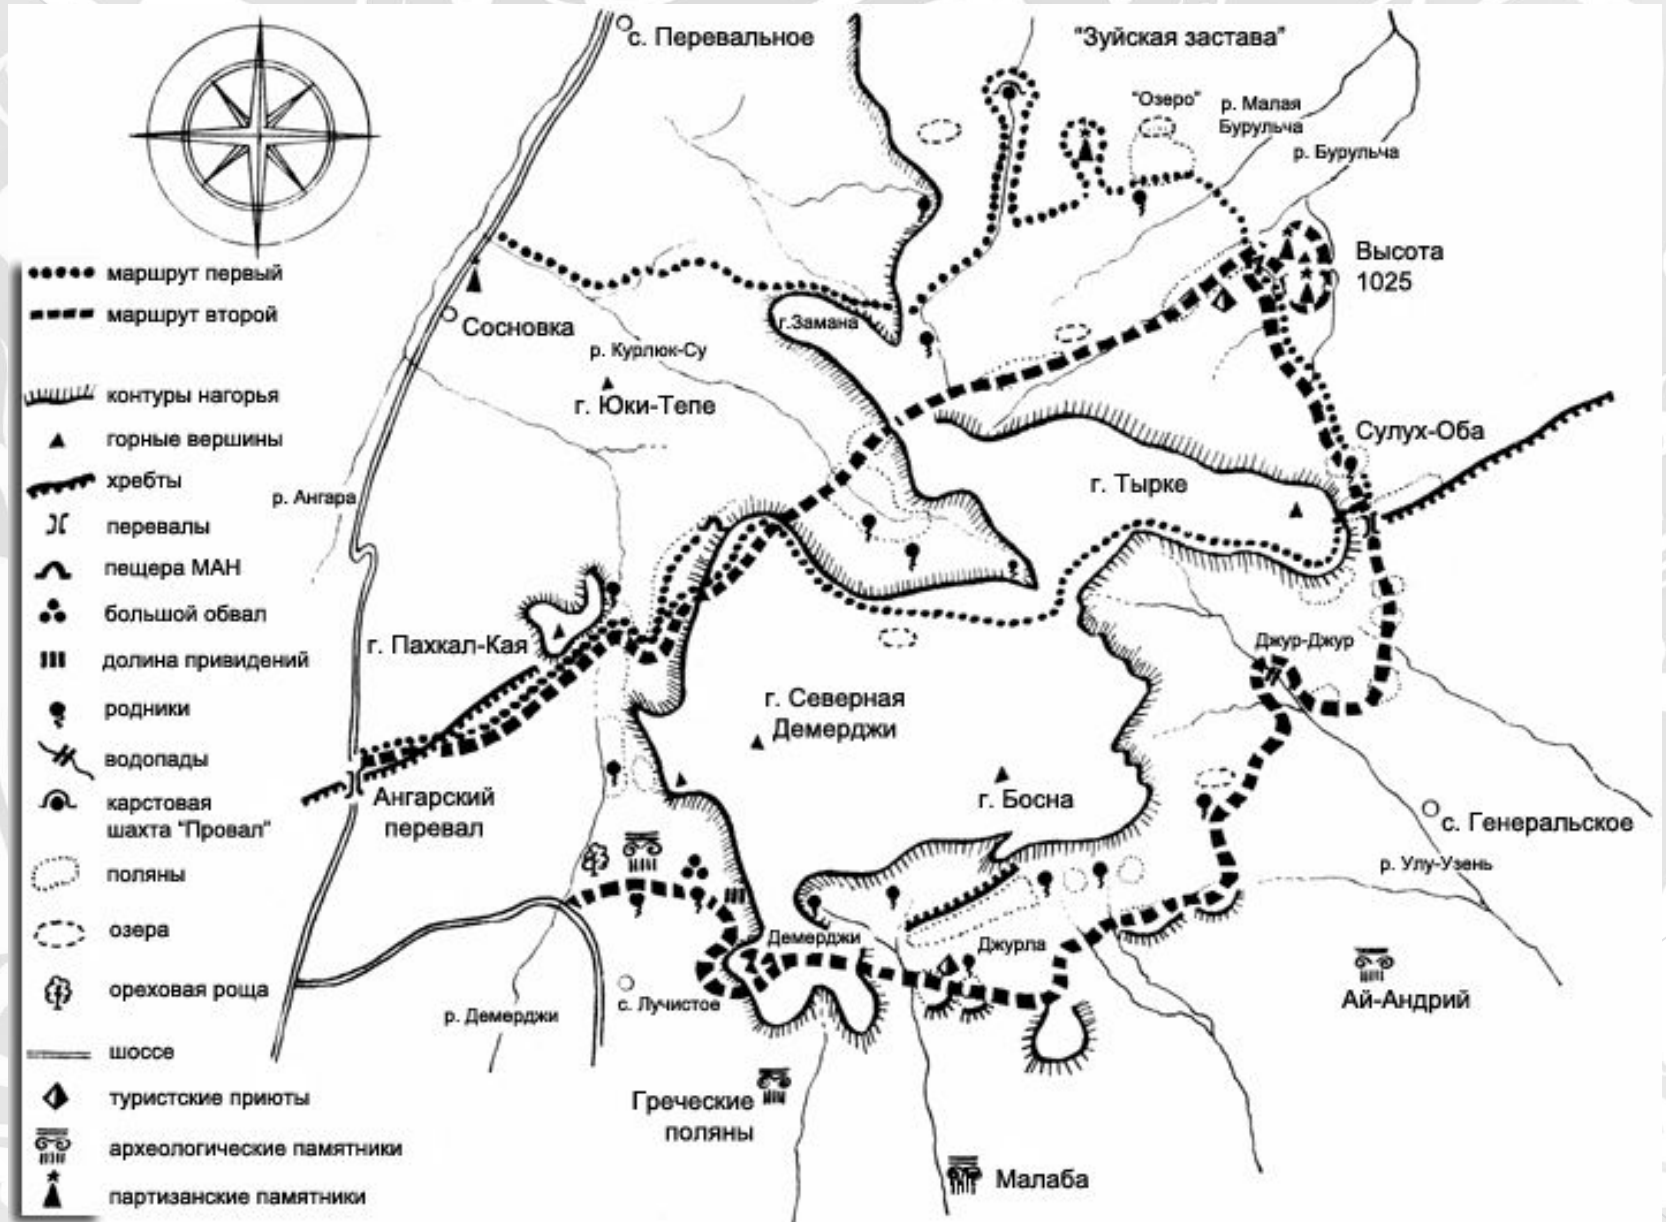 с. Перевальное
"Зуйская застава"
"Озеро"
р. Малая
Бурульча
р. Бурульча
Высота
1025
маршрут первый
маршрут второй
контуры нагорья
горные вершины
хребты
перевалы
пещера МАН
большой обвал
долина привидений
родники
водопады
карстовая
шахта "Провал"
поляны
озера
ореховая роща
шоссе
туристские приюты
археологические памятники
партизанские памятники
Сосновка
г.Замана
р. Курлюк-Су
г. Юки-Тепе
Сулух-Оба
г. Тырке
р. Ангара
г. Пахкал-Кая
Джур-Джур
г. Северная
Демерджи
Ангарский
перевал
г. Босна
с. Генеральское
р. Улу-Узень
Демерджи
Джурла
с. Лучистое
р. Демерджи
Ай-Андрий
Греческие
поляны
Малаба